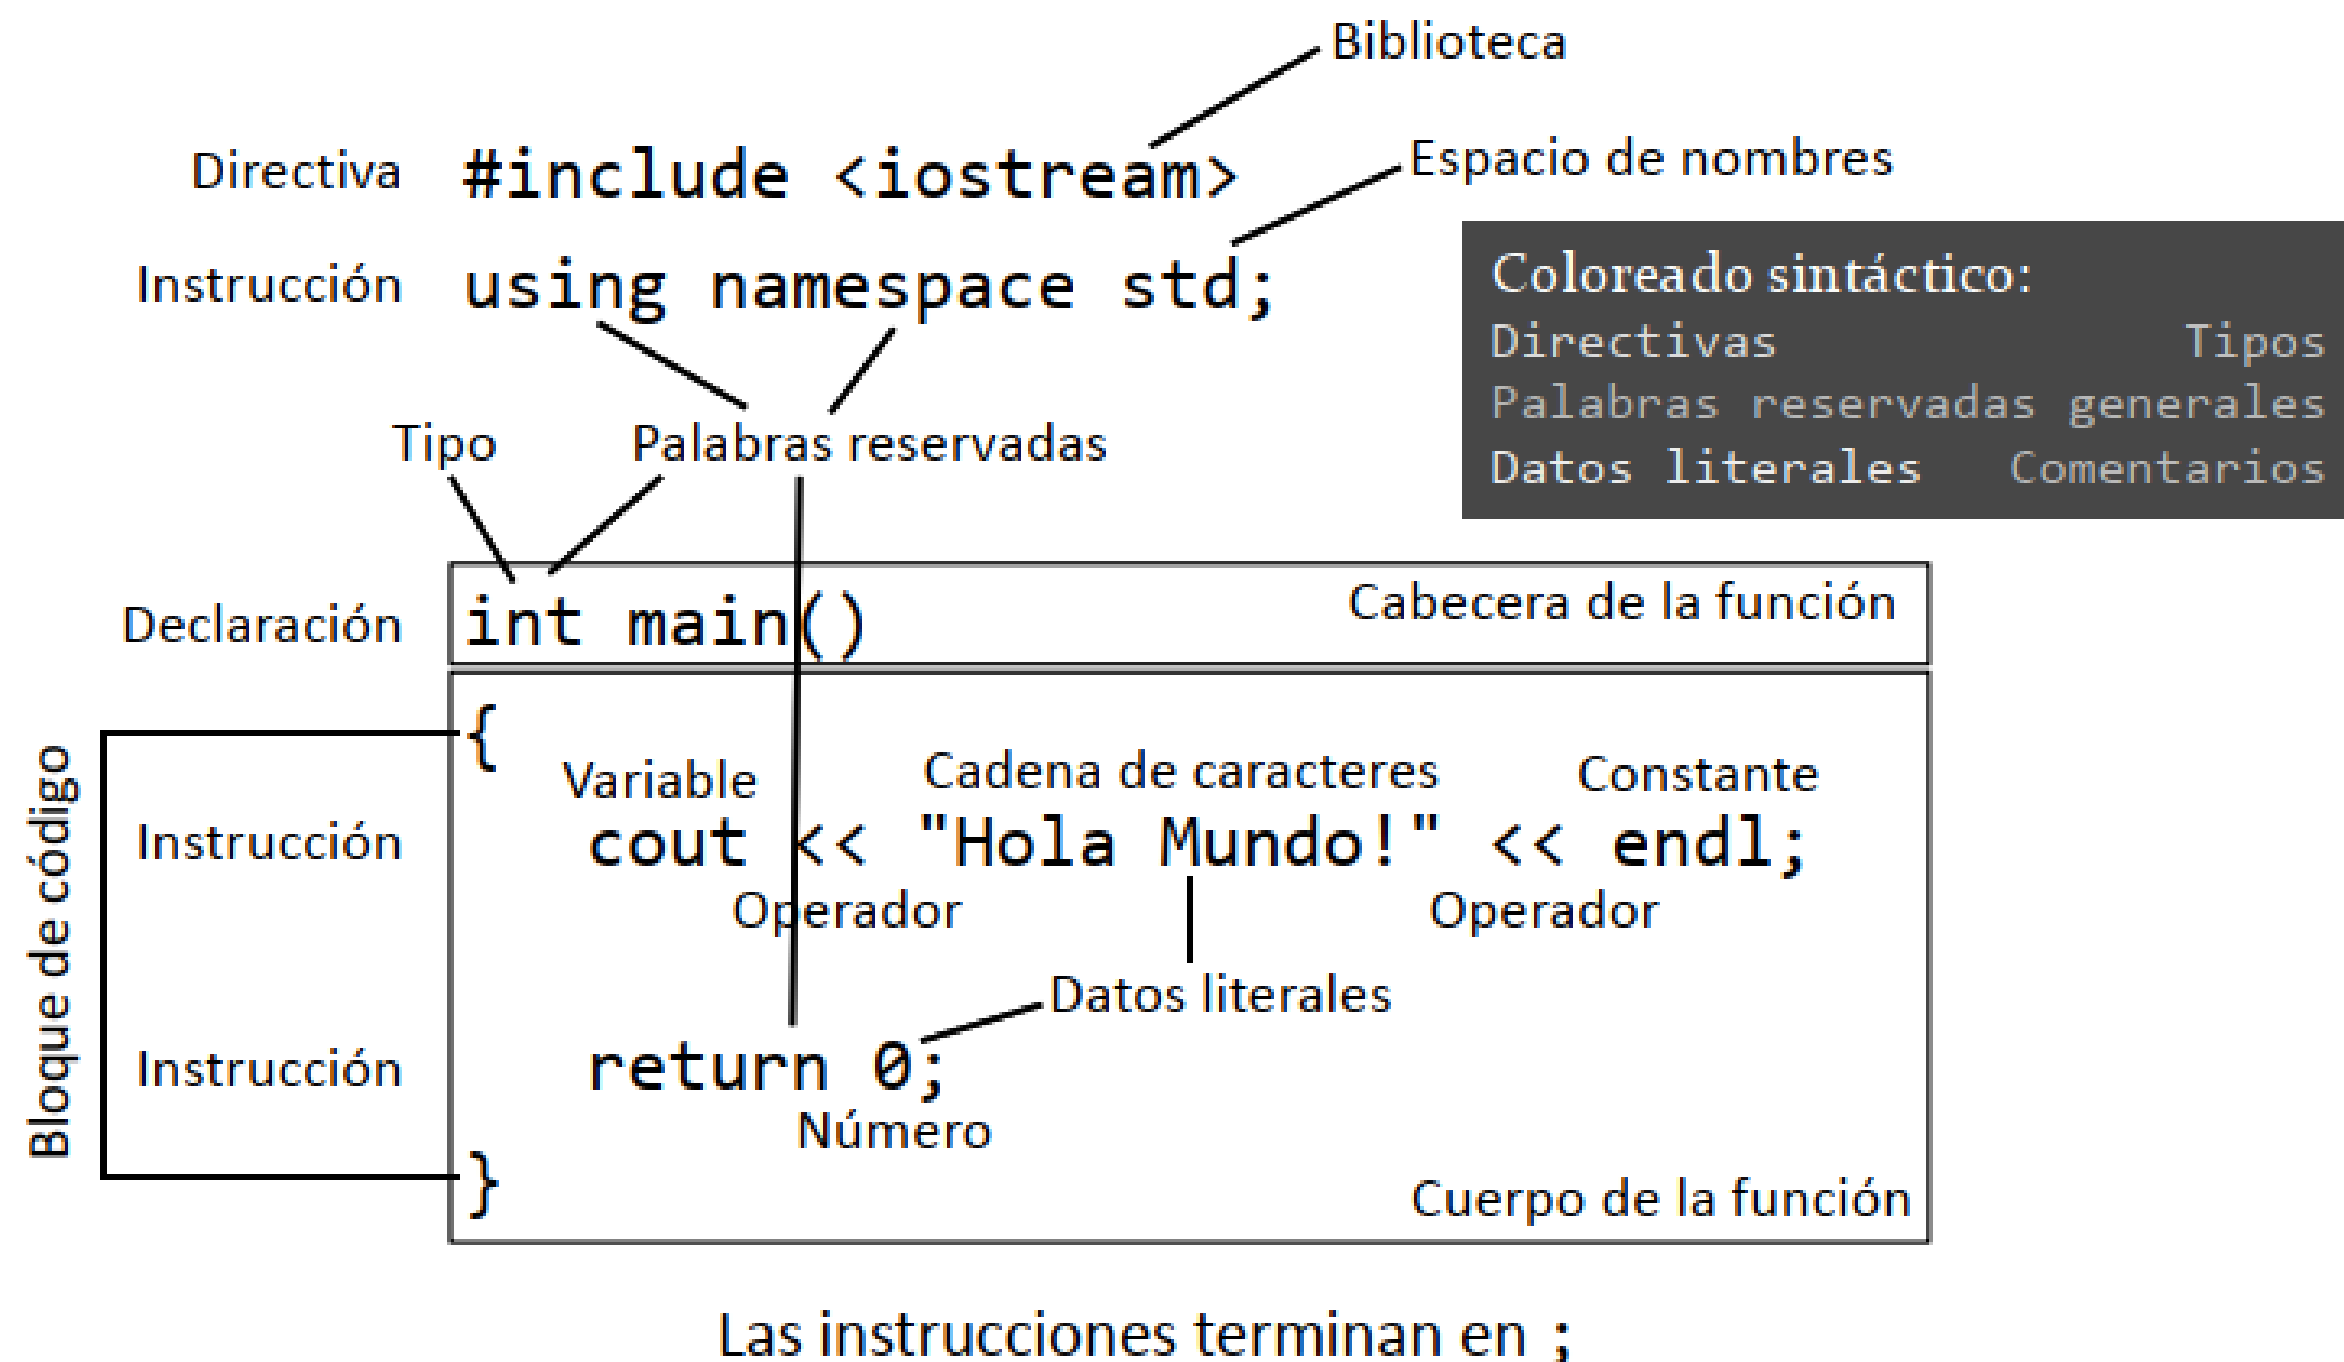 Biblioteca
Directiva #include <iostream>
Espacio de nombres
Instrucción using namespace std;
Coloreado sintáctico:
Directivas Tipos
Palabras reservadas generales
Datos literales Comentarios
Tipo Palabras reservadas
Declaración int main() Cabecera de la función
{
Bloque de código
Variable Cadena de caracteres Constante
Instrucción cout << "Hola Mundo!" << endl;
Operador Operador
Datos literales
Instrucción return 0;
Número
}
Cuerpo de la función
Las instrucciones terminan en ;